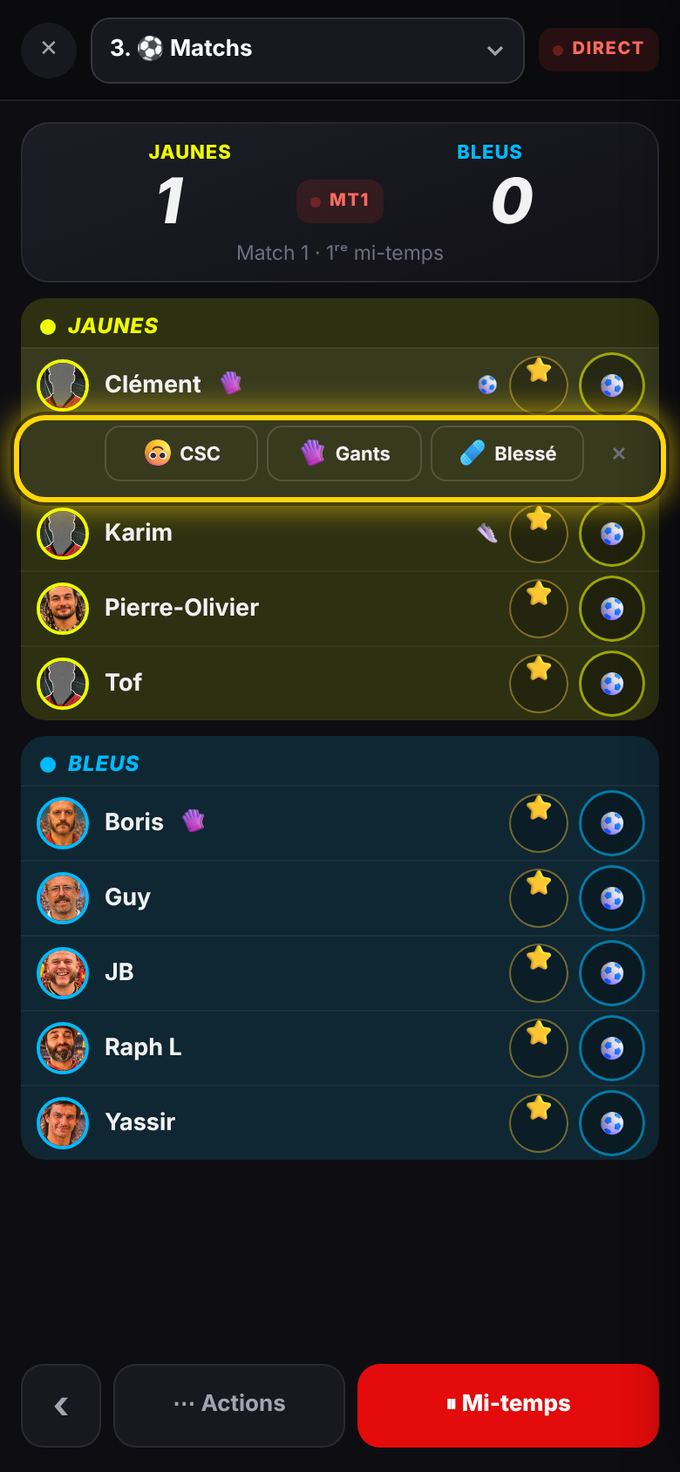 3. ⚽ Matchs
DIRECT
JAUNES
BLEUS
1
MT1
0
Match 1 · 1ʳᵉ mi-temps
JAUNES
Clément
CSC
Gants
Blessé
Karim
Pierre-Olivier
Tof
BLEUS
Boris
Guy
JB
Raph L
Yassir
··· Actions
Mi-temps